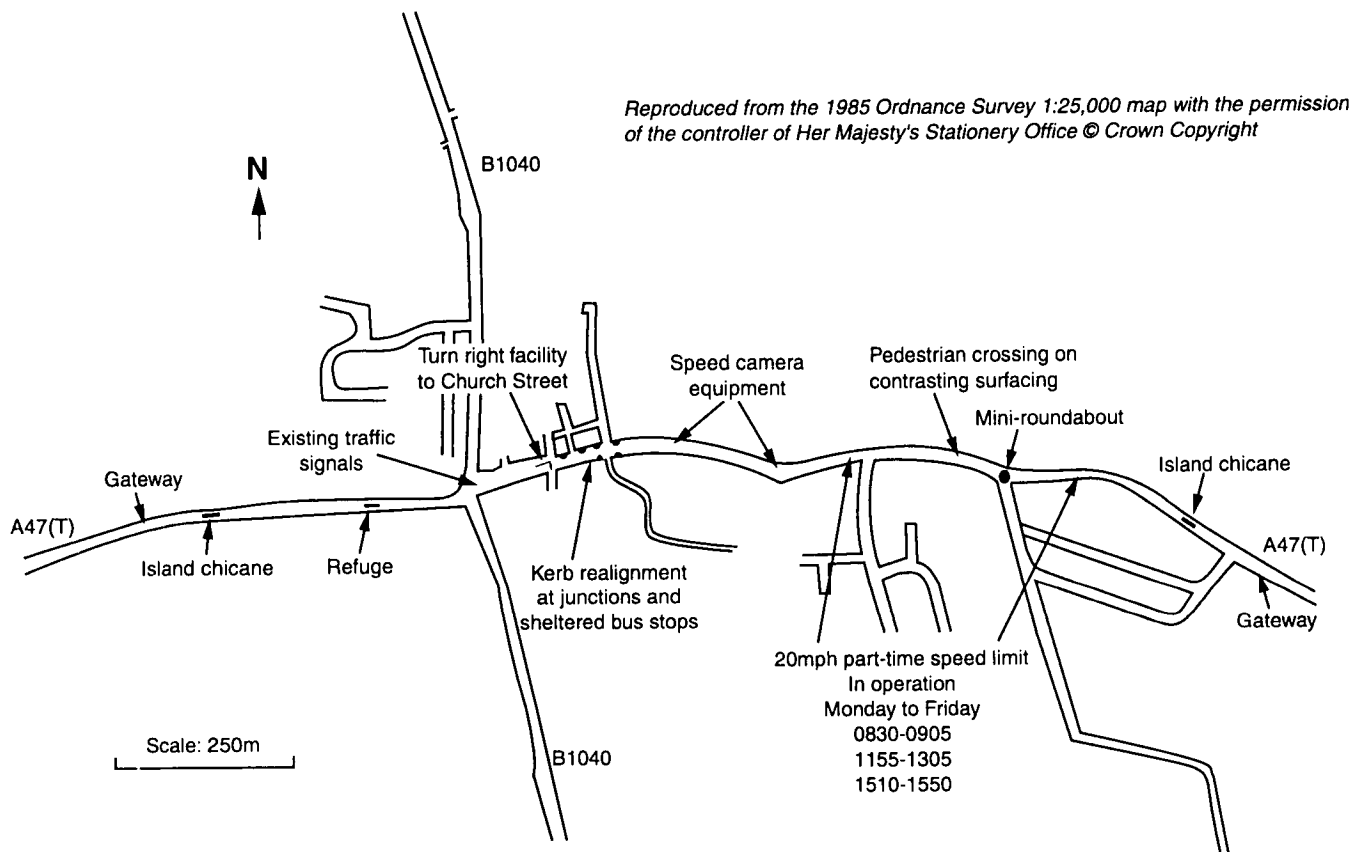 Reproduced from the 1985 Ordnance Survey 1:25,000 map with the permission
of the controller of Her Majesty's Stationery Office © Crown Copyright
N
B1040
Turn right facility
to Church Street
Speed camera
equipment
Pedestrian crossing on
contrasting surfacing
Mini-roundabout
Existing traffic
signals
Island chicane
Gateway
A47(T)
A47(T)
Island chicane
Refuge
Kerb realignment
at junctions and
sheltered bus stops
Gateway
20mph part-time speed limit
In operation
Monday to Friday
0830-0905
1155-1305
1510-1550
Scale: 250m
B1040